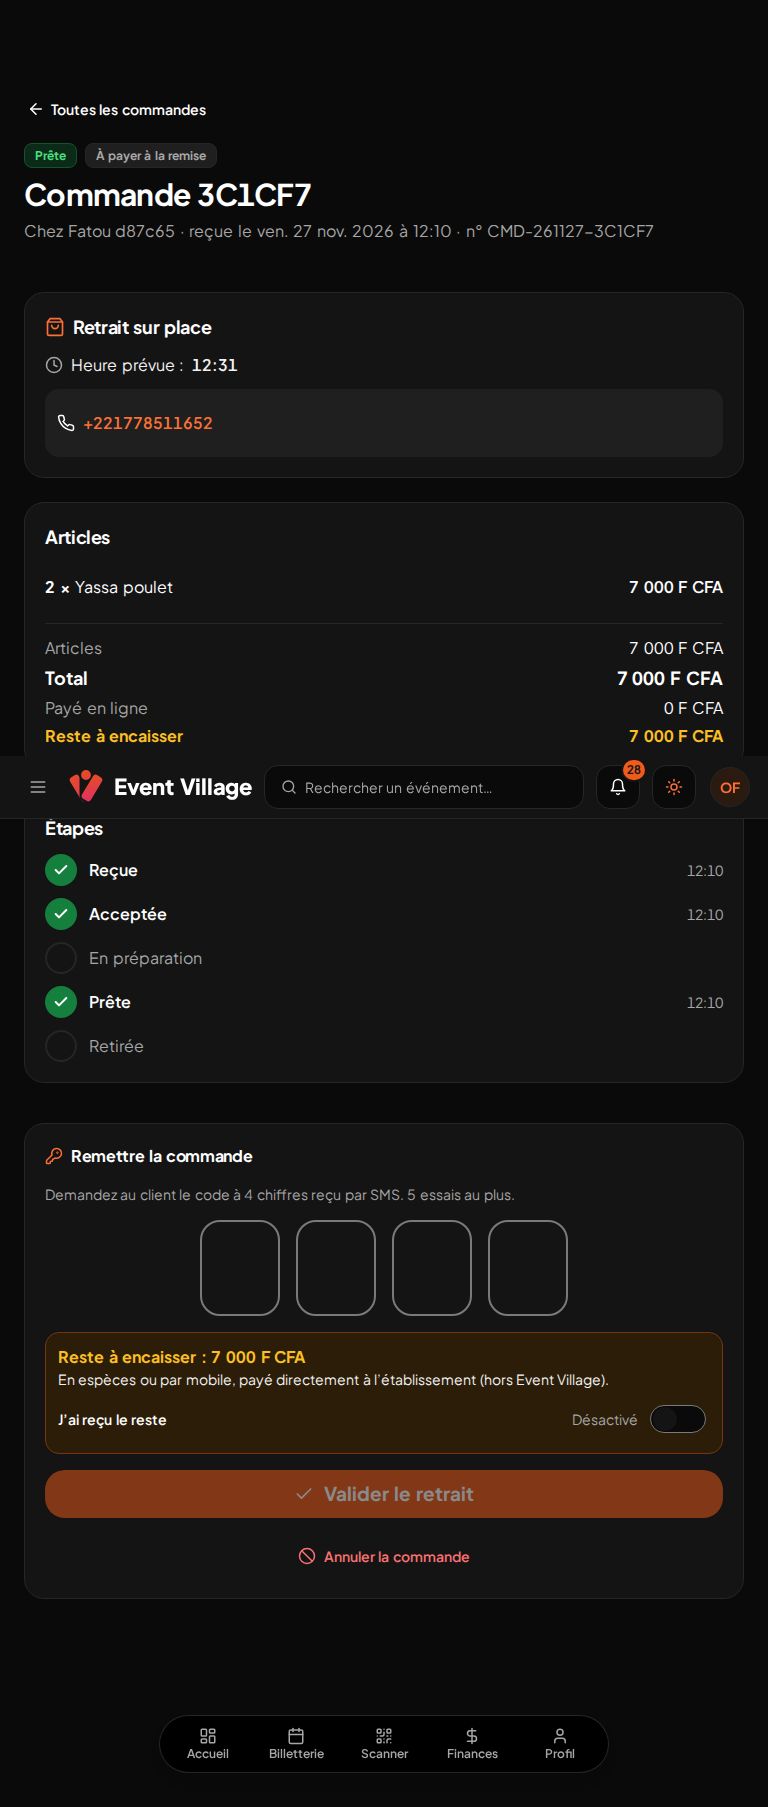 Toutes les commandes
Prête
À payer à la remise
Commande 3C1CF7
Chez Fatou d87c65 · reçue le ven. 27 nov. 2026 à 12:10 · n° CMD-261127-3C1CF7
Retrait sur place
Heure prévue : 12:31
+221778511652
Articles
2 × Yassa poulet 7 000 F CFA
Articles 7 000 F CFA
Total 7 000 F CFA
Payé en ligne 0 F CFA
Reste à encaisser 7 000 F CFA
Event Village
Rechercher un événement...
28
OF
Étapes
Reçue 12:10
Acceptée 12:10
En préparation
Prête 12:10
Retirée
Remettre la commande
Demandez au client le code à 4 chiffres reçu par SMS. 5 essais au plus.
Reste à encaisser : 7 000 F CFA
En espèces ou par mobile, payé directement à l’établissement (hors Event Village).
J’ai reçu le reste Désactivé
Valider le retrait
Annuler la commande
Accueil Billetterie Scanner Finances Profil